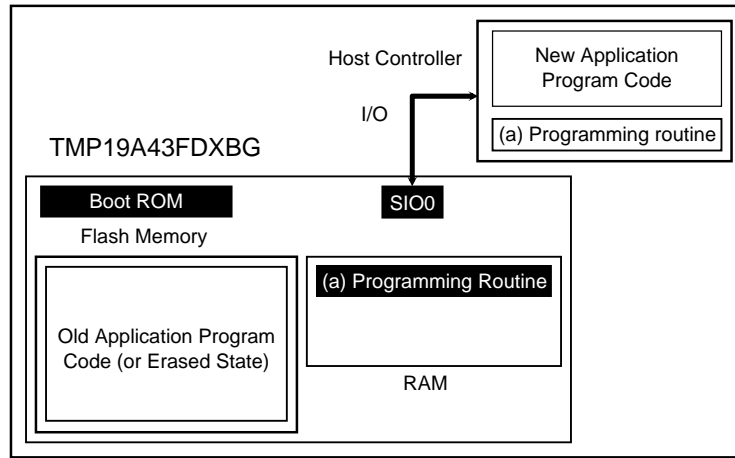 Host Controller
New Application
Program Code
(a) Programming routine
I/O
TMP19A43FDXBG
Boot ROM
SIO0
Flash Memory
(a) Programming Routine
Old Application Program
Code (or Erased State)
RAM